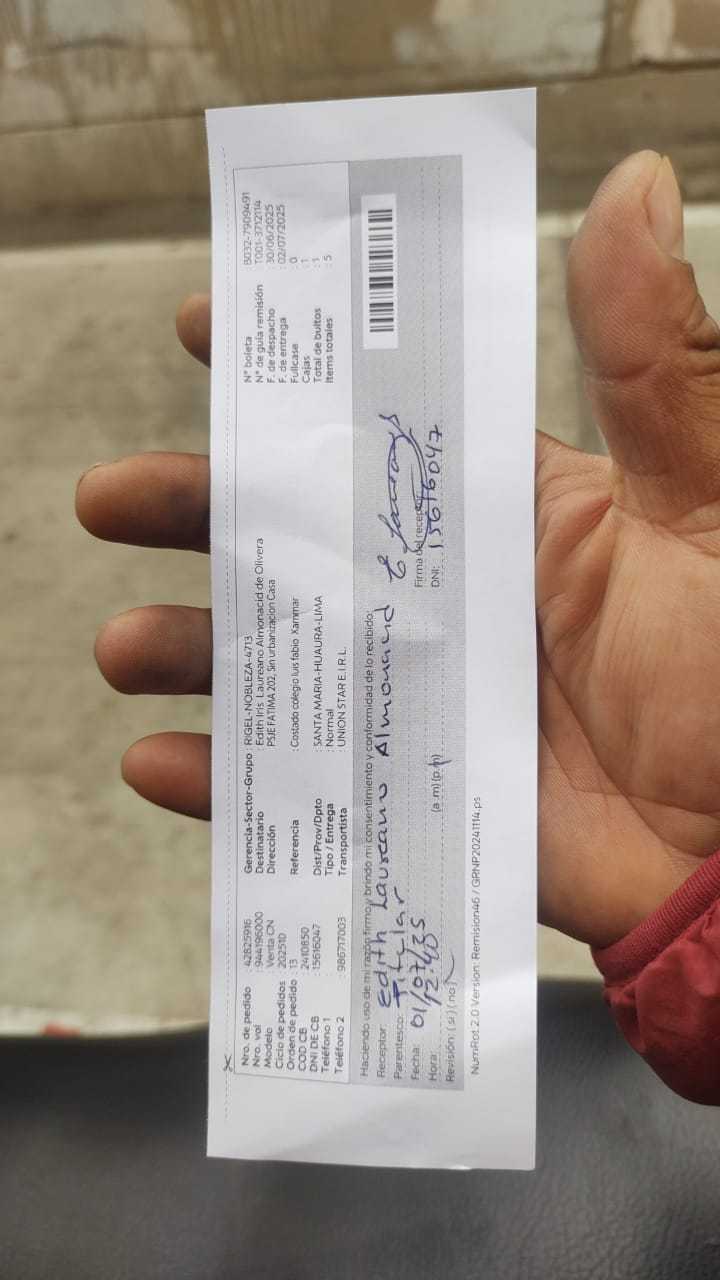 Nro. de pedido : 42825916
Nro. vol : 944196000
Modelo Venta CN
Ciclo de pedidos : 202510
Orden de pedido : 13
COD CB : 2410850
DNI DE CB : 15616047
Teléfono 1 :
Teléfono 2 : 986717003
Gerencia-Sector-Grupo : RIGEL-NOBLEZA-4713
Destinatario : Edith Iris Laureano Almonacid de Olivera
Dirección : PSJE FATIMA 202, Sin urbanizacion Casa
Referencia : Costado colegio luis fabio Xammar
Dist/Prov/Dpto : SANTA MARIA-HUAURA-LIMA
Tipo / Entrega : Normal
Transportista : UNION STAR E.I.R.L.
N° boleta : B032-7909491
N° de guía remisión : T001-3712114
F. de despacho : 30/06/2025
F. de entrega : 02/07/2025
Fullcase : 0
Cajas : 1
Total de bultos : 1
Items totales : 5
Haciendo uso de mi razón firmo y brindo mi consentimiento y conformidad de lo recibido:
Receptor: Edith Laureano Almonacid
Parentesco: Titular
Fecha: 01/07/25
Hora: 12:40 (a.m) (p.m)
Revisión: (si) (no)
Firma del receptor
DNI: 15616047
NumRot 2.0 Version: Remision46 / GRNP20241114.ps